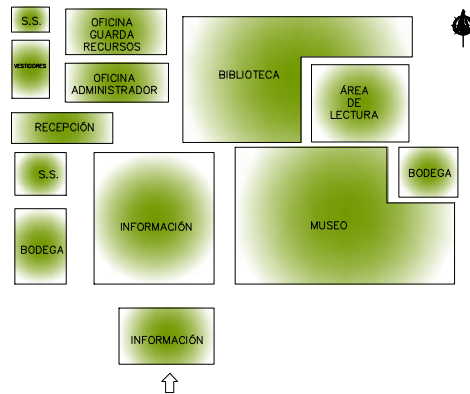 S.S.
OFICINA
GUARDA
RECURSOS
VESTIDORES
OFICINA
ADMINISTRADOR
BIBLIOTECA
ÁREA
DE
LECTURA
RECEPCIÓN
S.S.
BODEGA
BODEGA
INFORMACIÓN
MUSEO
INFORMACIÓN